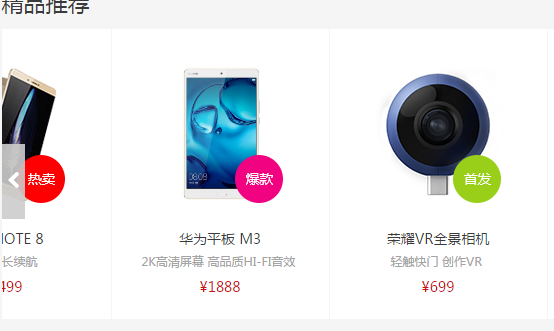 精品推荐
热卖
爆款
首发
NOTE 8
华为平板 M3
荣耀VR全景相机
长续航
2K高清屏幕 高品质HI-FI音效
轻触快门 创作VR
499
¥1888
¥699